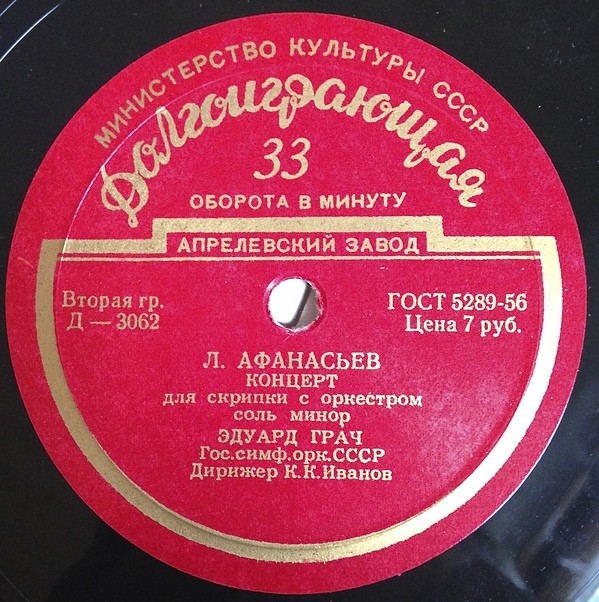 МИНИСТЕРСТВО КУЛЬТУРЫ СССР
Долгоиграющая
33
ОБОРОТА В МИНУТУ
АПРЕЛЕВСКИЙ ЗАВОД
Вторая гр.
Д — 3062
ГОСТ 5289-56
Цена 7 руб.
Л. АФАНАСЬЕВ
КОНЦЕРТ
для скрипки с оркестром
соль минор
ЭДУАРД ГРАЧ
Гос.симф.орк.СССР
Дирижер К.К.Иванов